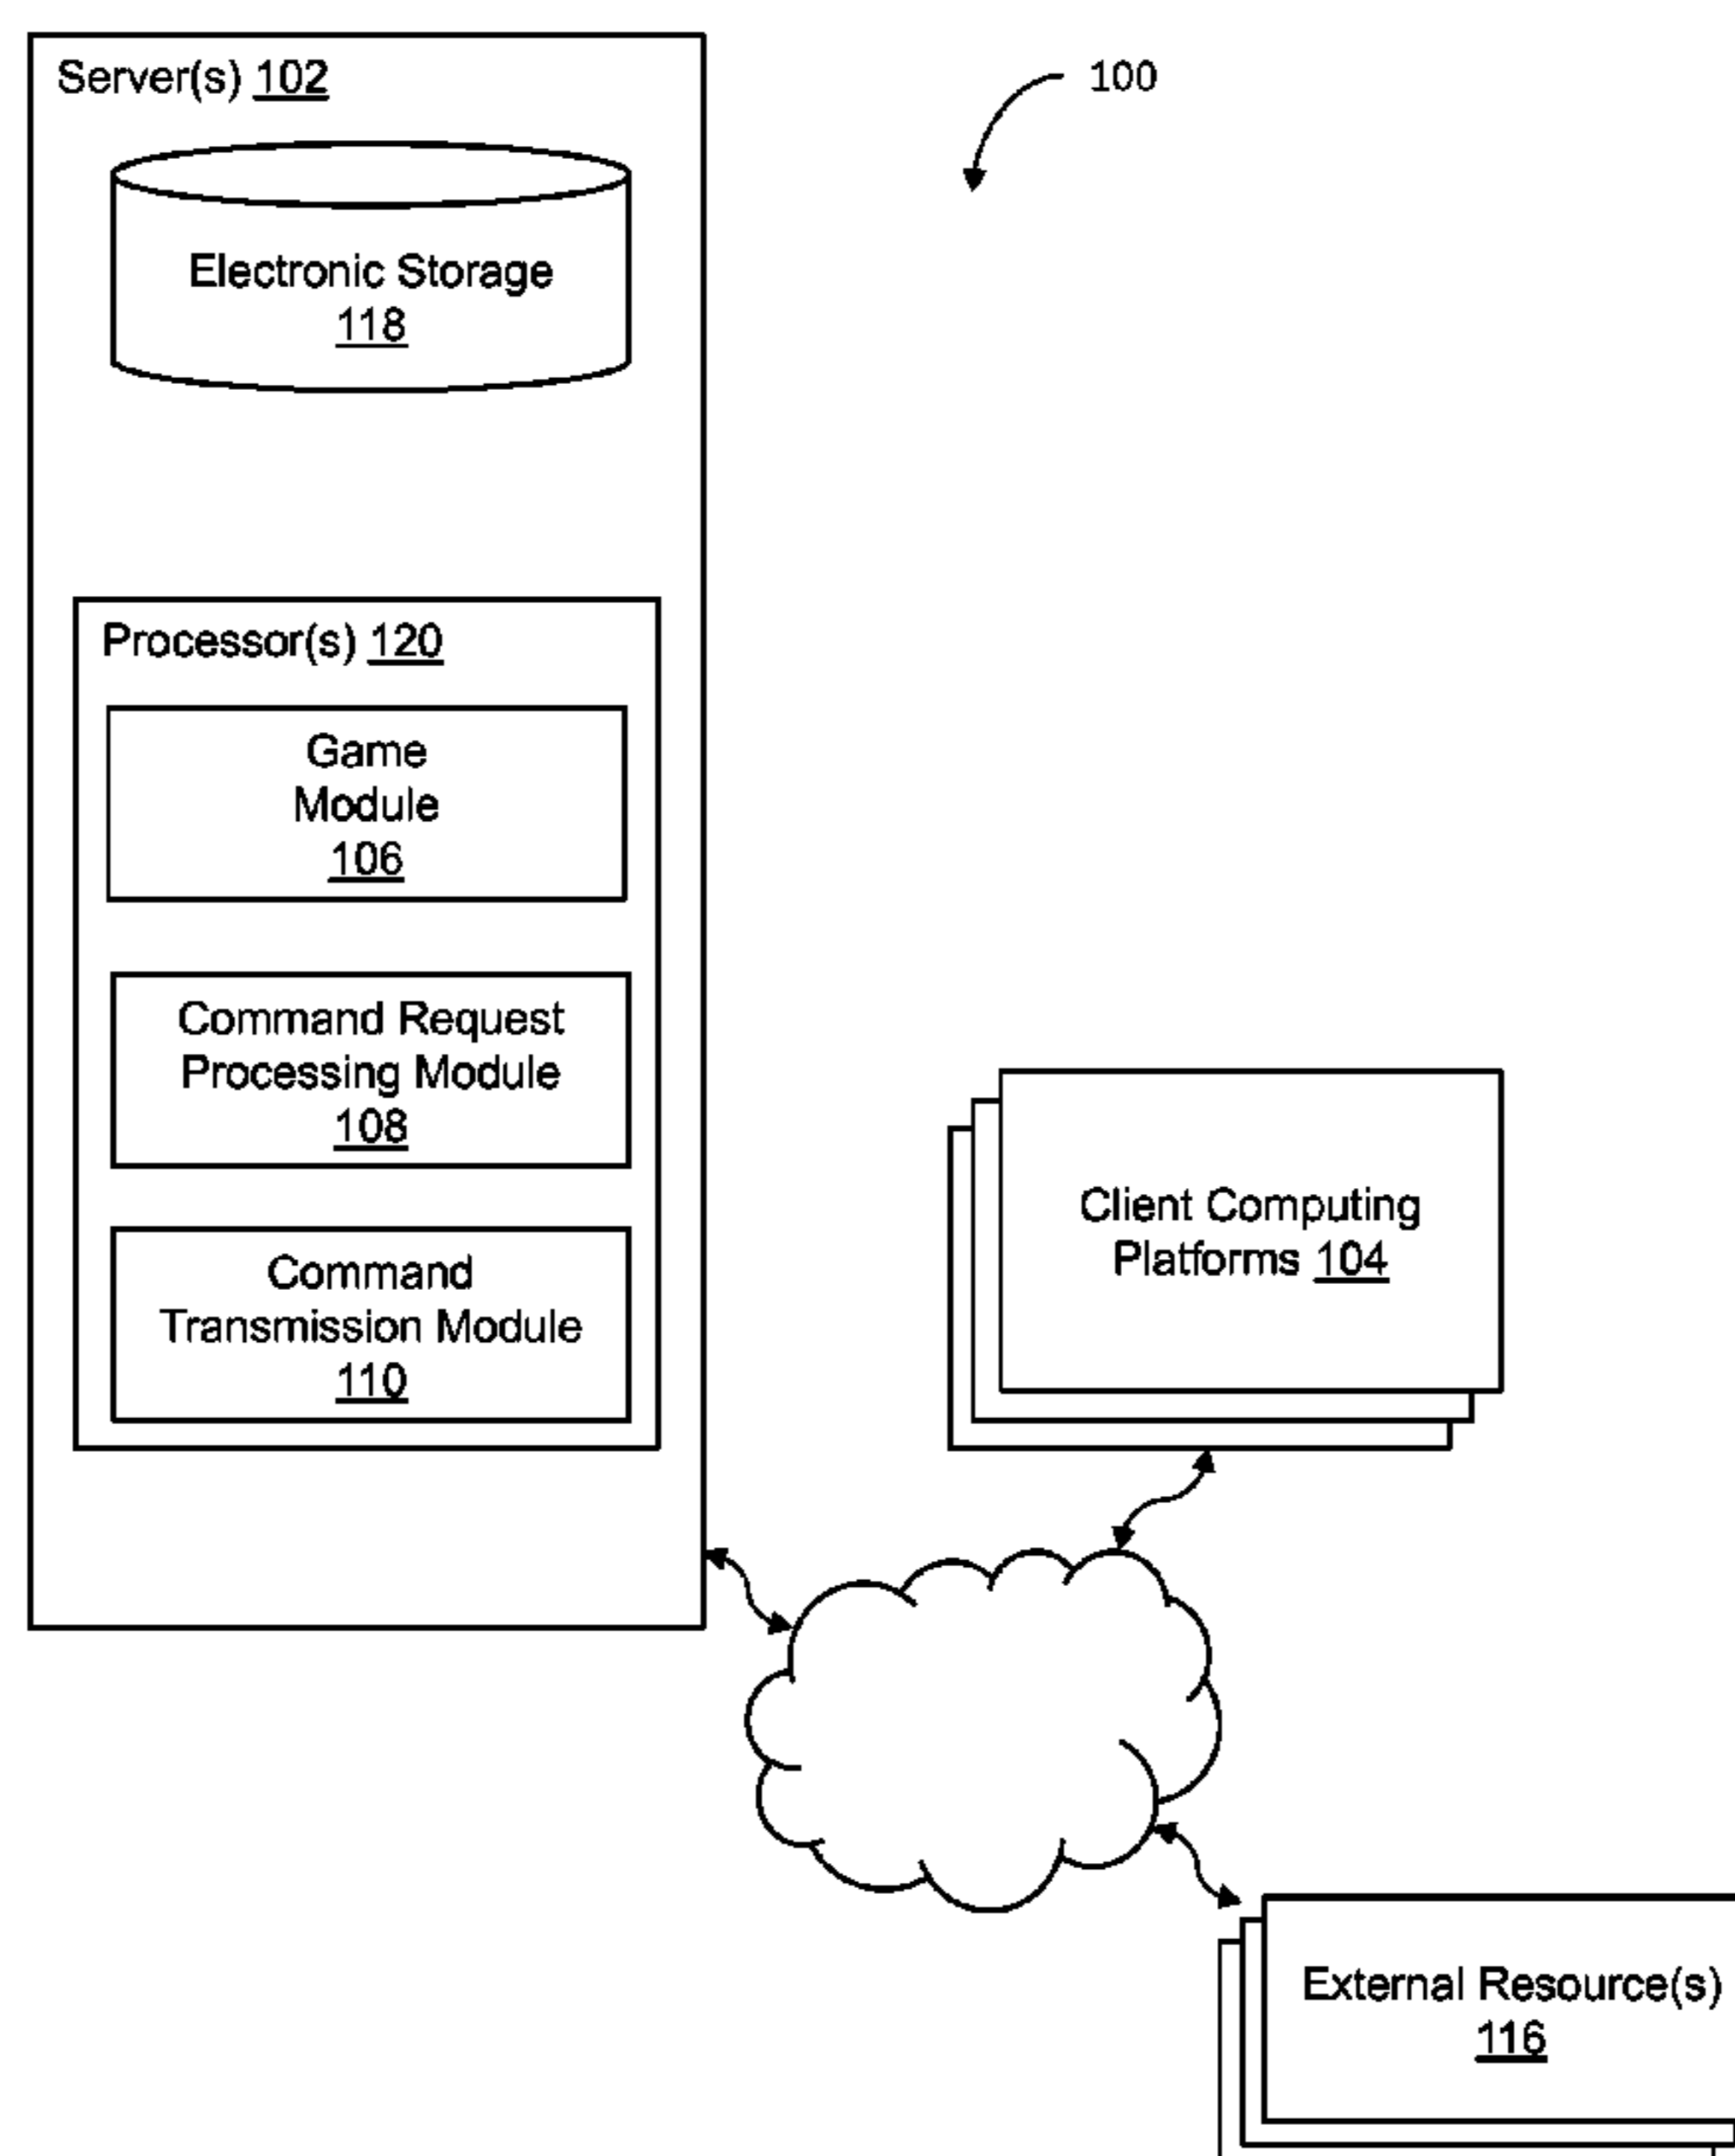 Server(s) 102
100
Electronic Storage
118
Processor(s) 120
Game
Module
106
Command Request
Processing Module
108
Command
Transmission Module
110
Client Computing
Platforms 104
External Resource(s)
116